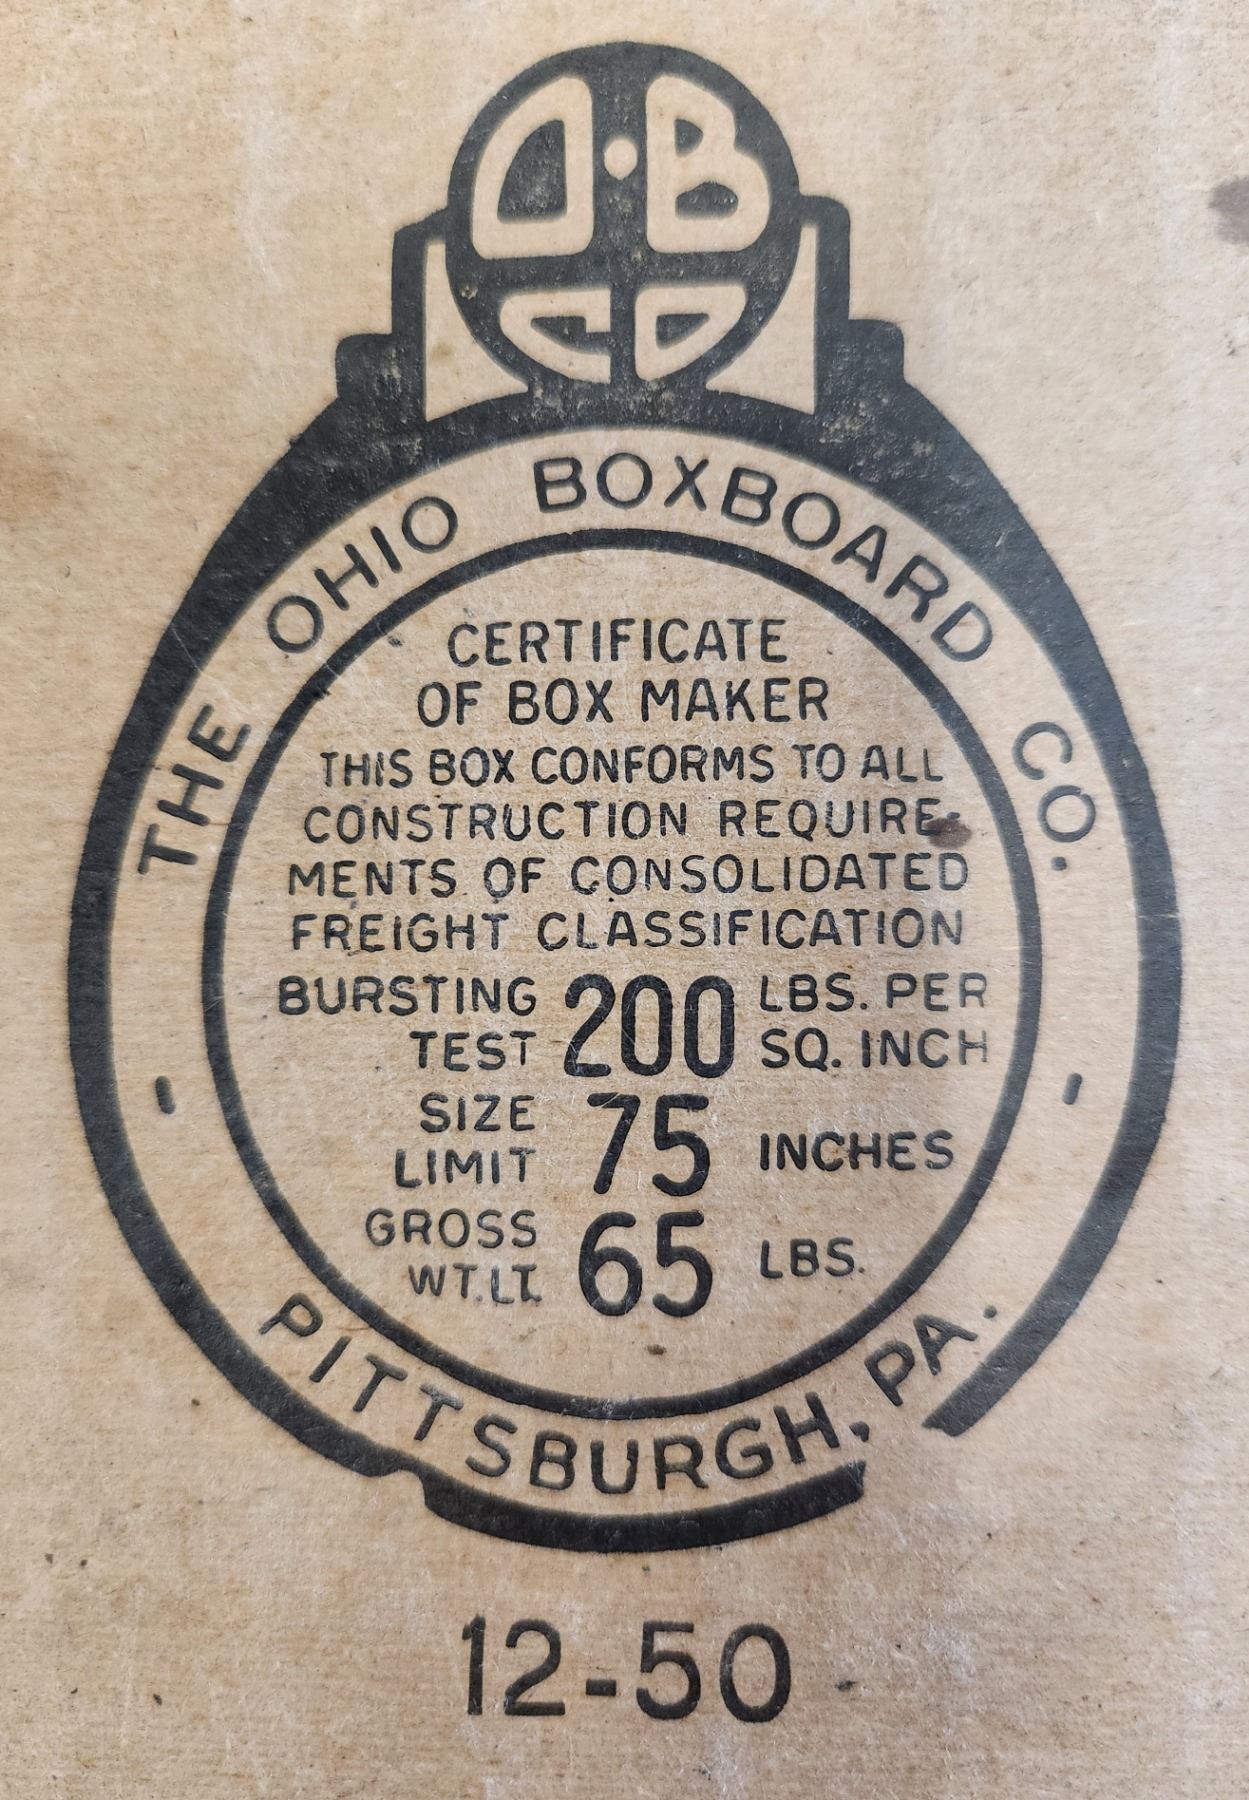 O·B
CO
THE OHIO BOXBOARD CO.
CERTIFICATE
OF BOX MAKER
THIS BOX CONFORMS TO ALL
CONSTRUCTION REQUIRE-
MENTS OF CONSOLIDATED
FREIGHT CLASSIFICATION
BURSTING TEST 200 LBS. PER SQ. INCH
SIZE LIMIT 75 INCHES
GROSS WT. LT. 65 LBS.
- PITTSBURGH, PA. -
12-50